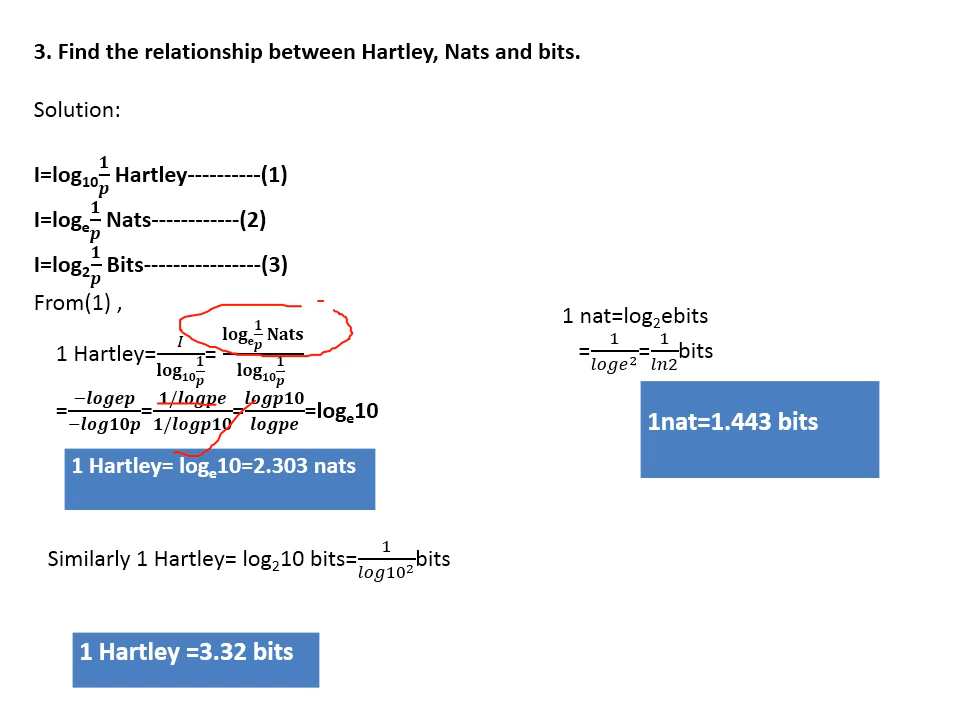 3. Find the relationship between Hartley, Nats and bits.
Solution:
I=log₁₀ 1/p Hartley----------(1)
I=logₑ 1/p Nats------------(2)
I=log₂ 1/p Bits----------------(3)
From(1) ,
1 Hartley= I/(log₁₀ 1/p) = (logₑ 1/p Nats)/(log₁₀ 1/p)
= (−logep)/(−log10p) = (1/logpe)/(1/logp10) = logp10/logpe =logₑ10
1 Hartley= logₑ10=2.303 nats
Similarly 1 Hartley= log₂10 bits= 1/log10² bits
1 Hartley =3.32 bits
1 nat=log₂ebits
= 1/loge² = 1/ln2 bits
1nat=1.443 bits